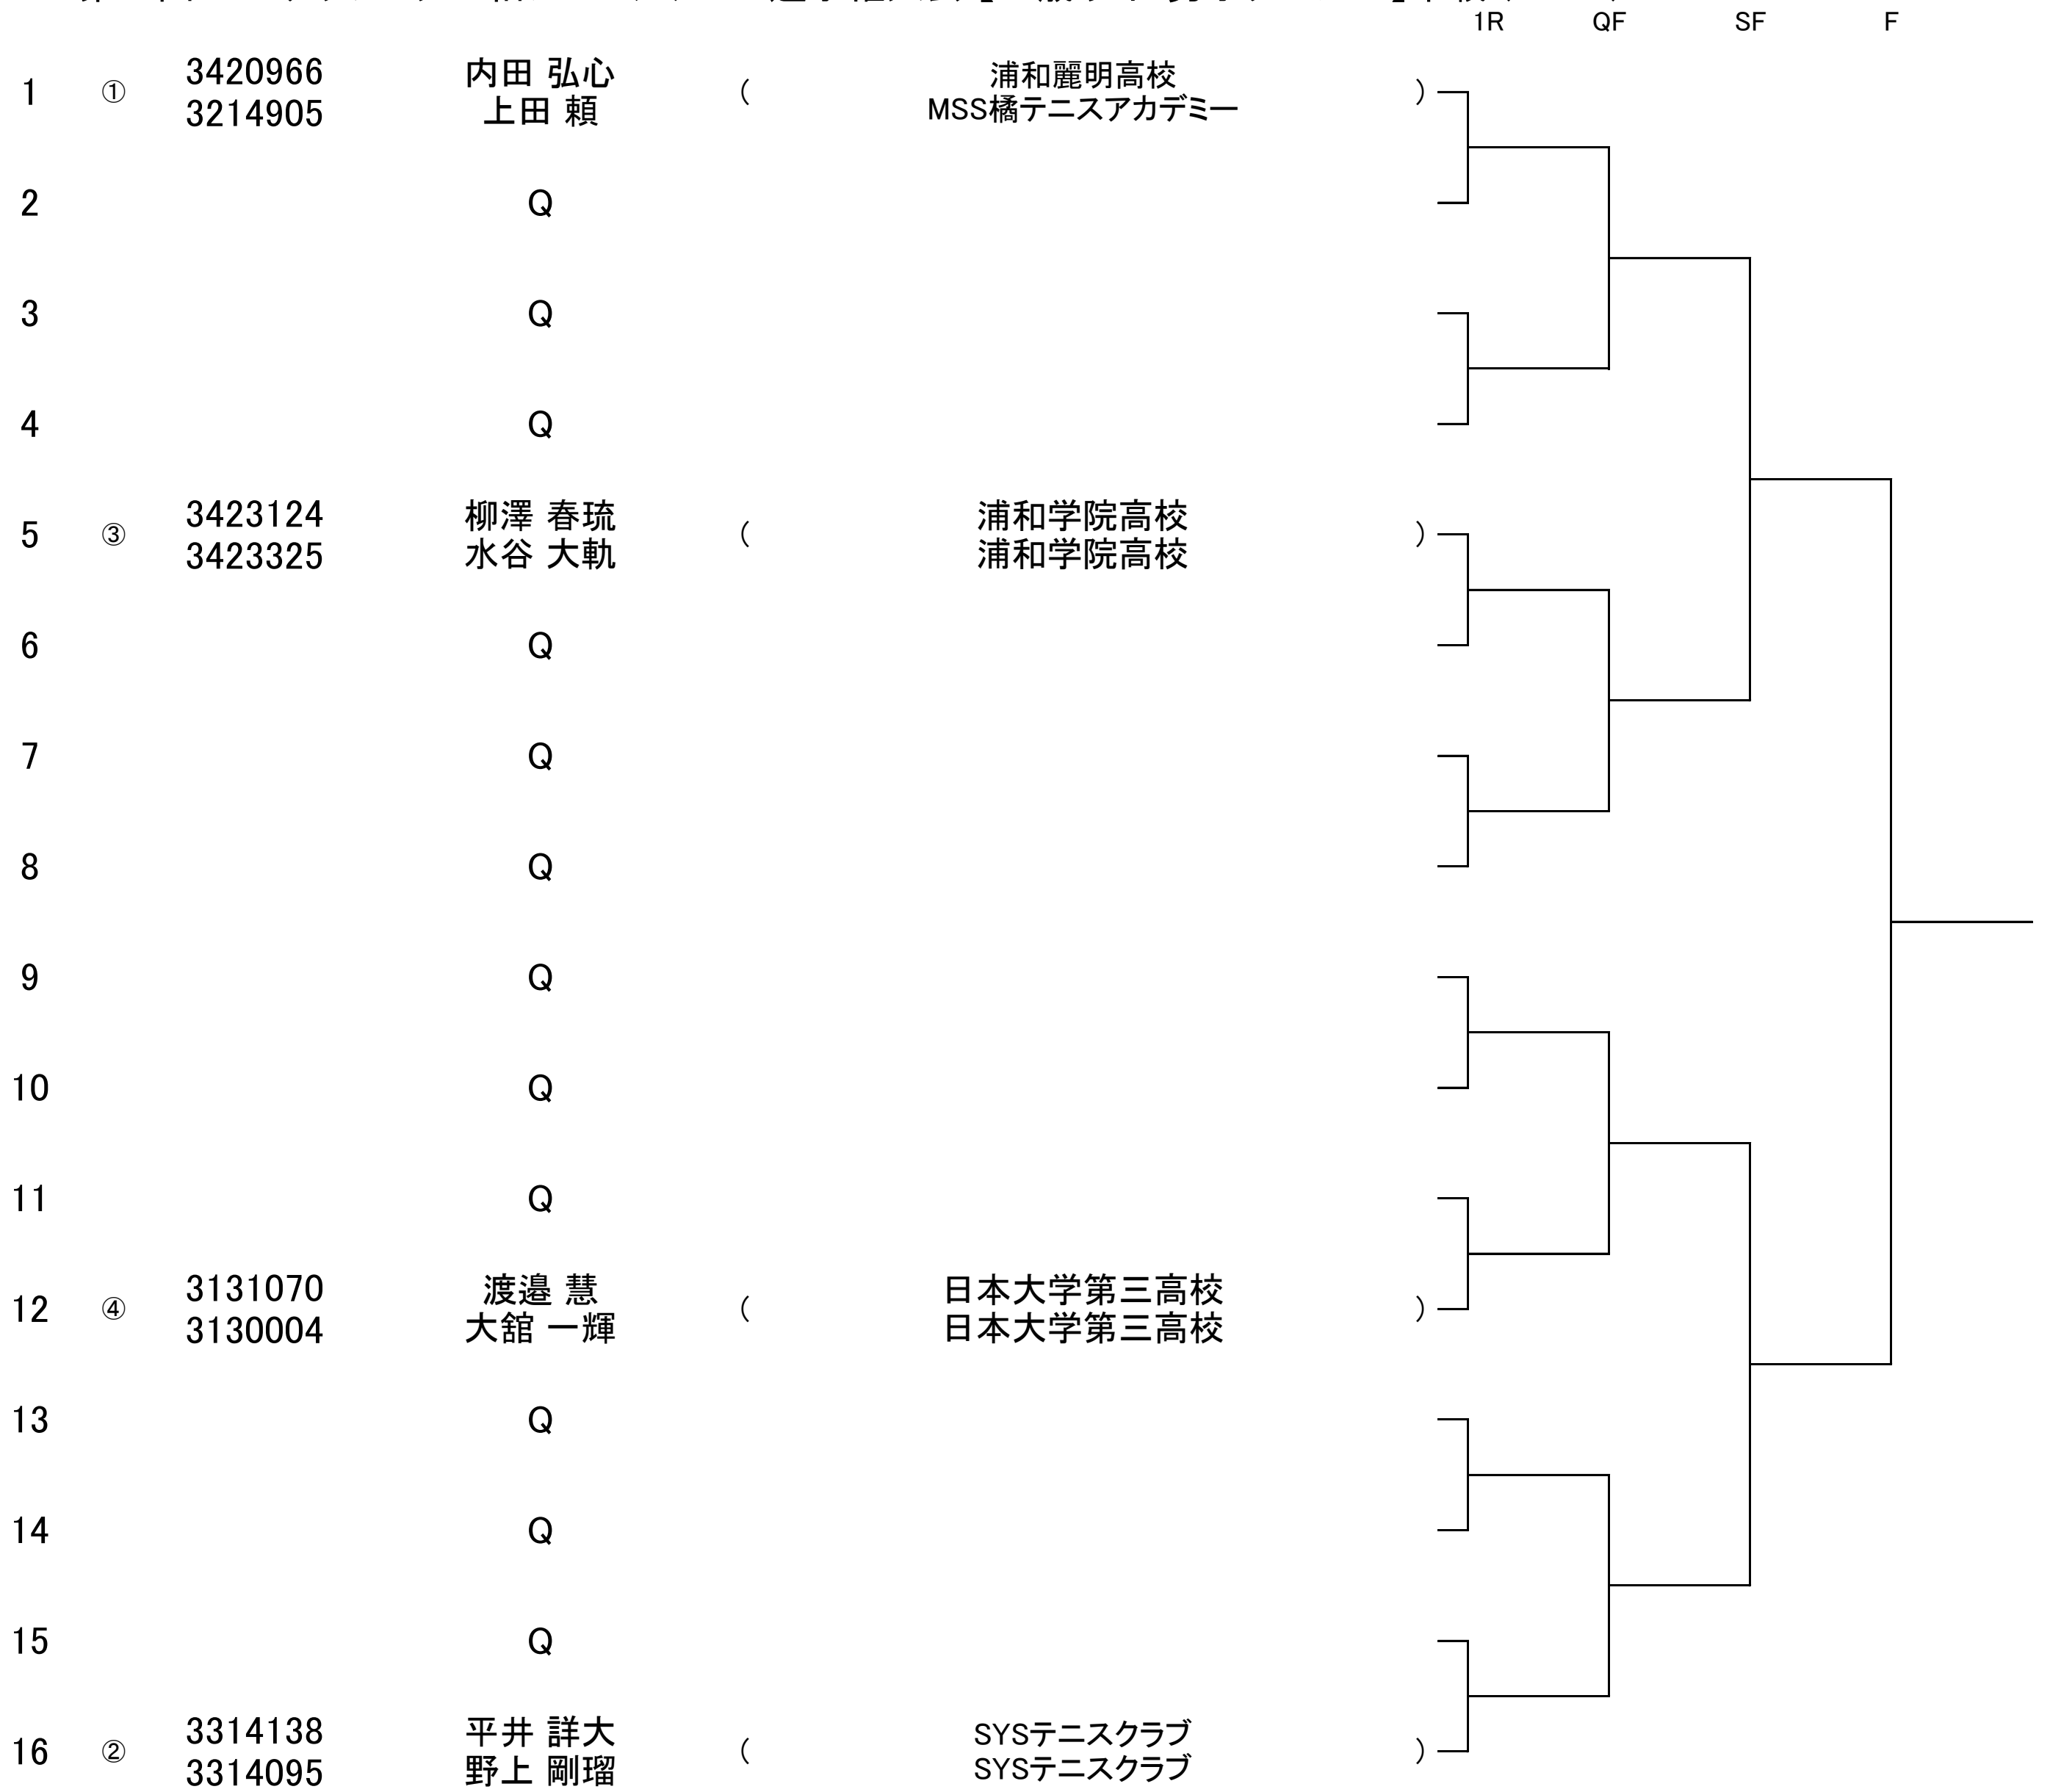 1R QF SF F
1 ① 3420966 内田 弘心 ( 浦和麗明高校 )
3214905 上田 頼 MSS橘テニスアカデミー
2 Q
3 Q
4 Q
5 ③ 3423124 柳澤 春琉 ( 浦和学院高校 )
3423325 水谷 大軌 浦和学院高校
6 Q
7 Q
8 Q
9 Q
10 Q
11 Q
12 ④ 3131070 渡邉 慧 ( 日本大学第三高校 )
3130004 大舘 一輝 日本大学第三高校
13 Q
14 Q
15 Q
16 ② 3314138 平井 詳大 ( SYSテニスクラブ )
3314095 野上 剛瑠 SYSテニスクラブ